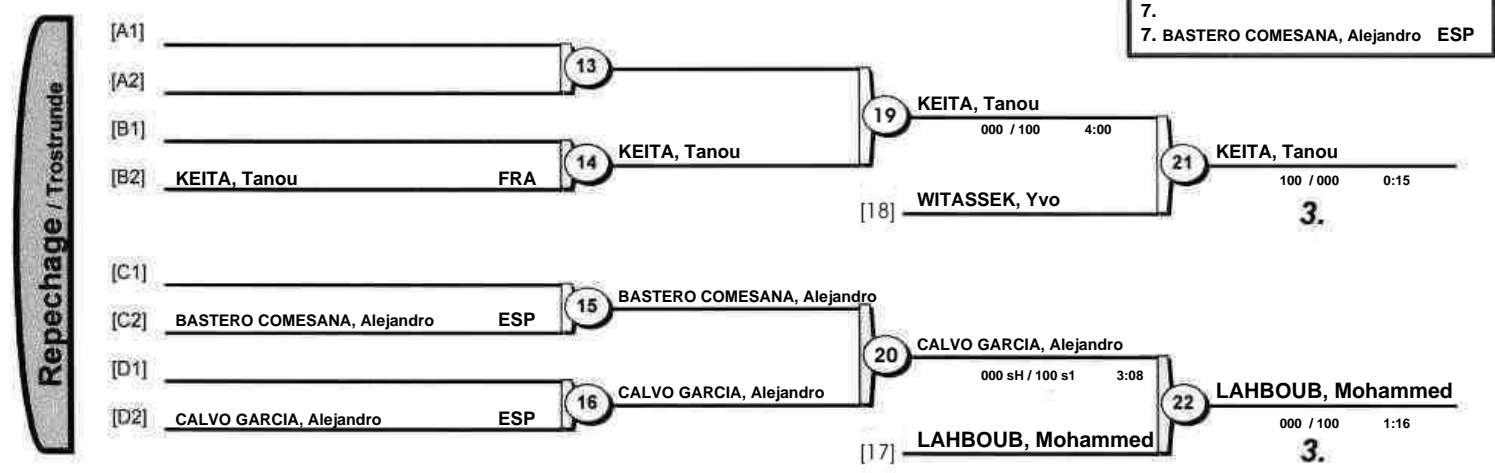 7.
7. BASTERO COMESANA, Alejandro ESP
Repechage / Trostrunde
[A1]
13
[A2]
KEITA, Tanou
19
000 / 100 4:00
[B1]
KEITA, Tanou
14
KEITA, Tanou
21
[B2] KEITA, Tanou FRA
100 / 000 0:15
[18] WITASSEK, Yvo
3.
[C1]
BASTERO COMESANA, Alejandro
15
[C2] BASTERO COMESANA, Alejandro ESP
CALVO GARCIA, Alejandro
20
000 sH / 100 s1 3:08
[D1]
CALVO GARCIA, Alejandro
16
LAHBOUB, Mohammed
22
[D2] CALVO GARCIA, Alejandro ESP
000 / 100 1:16
[17] LAHBOUB, Mohammed
3.